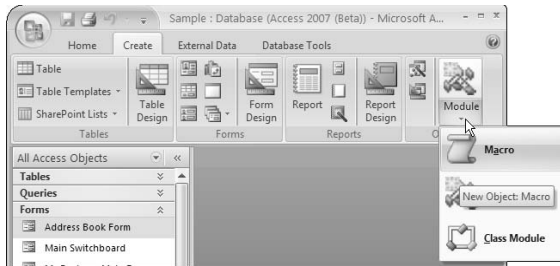 Sample : Database (Access 2007 (Beta)) - Microsoft A...
Home Create External Data Database Tools
Table
Table Templates
SharePoint Lists
Table Design
Form Design
Report
Report Design
Module
Tables Forms Reports O
All Access Objects
Tables
Queries
Forms
Address Book Form
Main Switchboard
Macro
New Object: Macro
Class Module